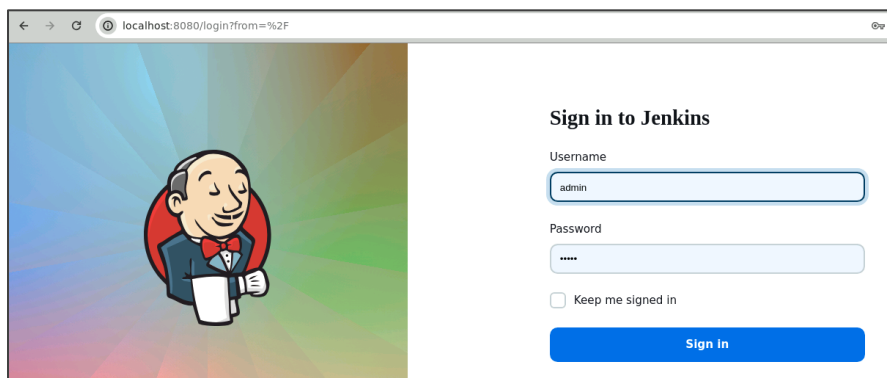 localhost:8080/login?from=%2F
Sign in to Jenkins
Username
admin
Password
•••••
Keep me signed in
Sign in